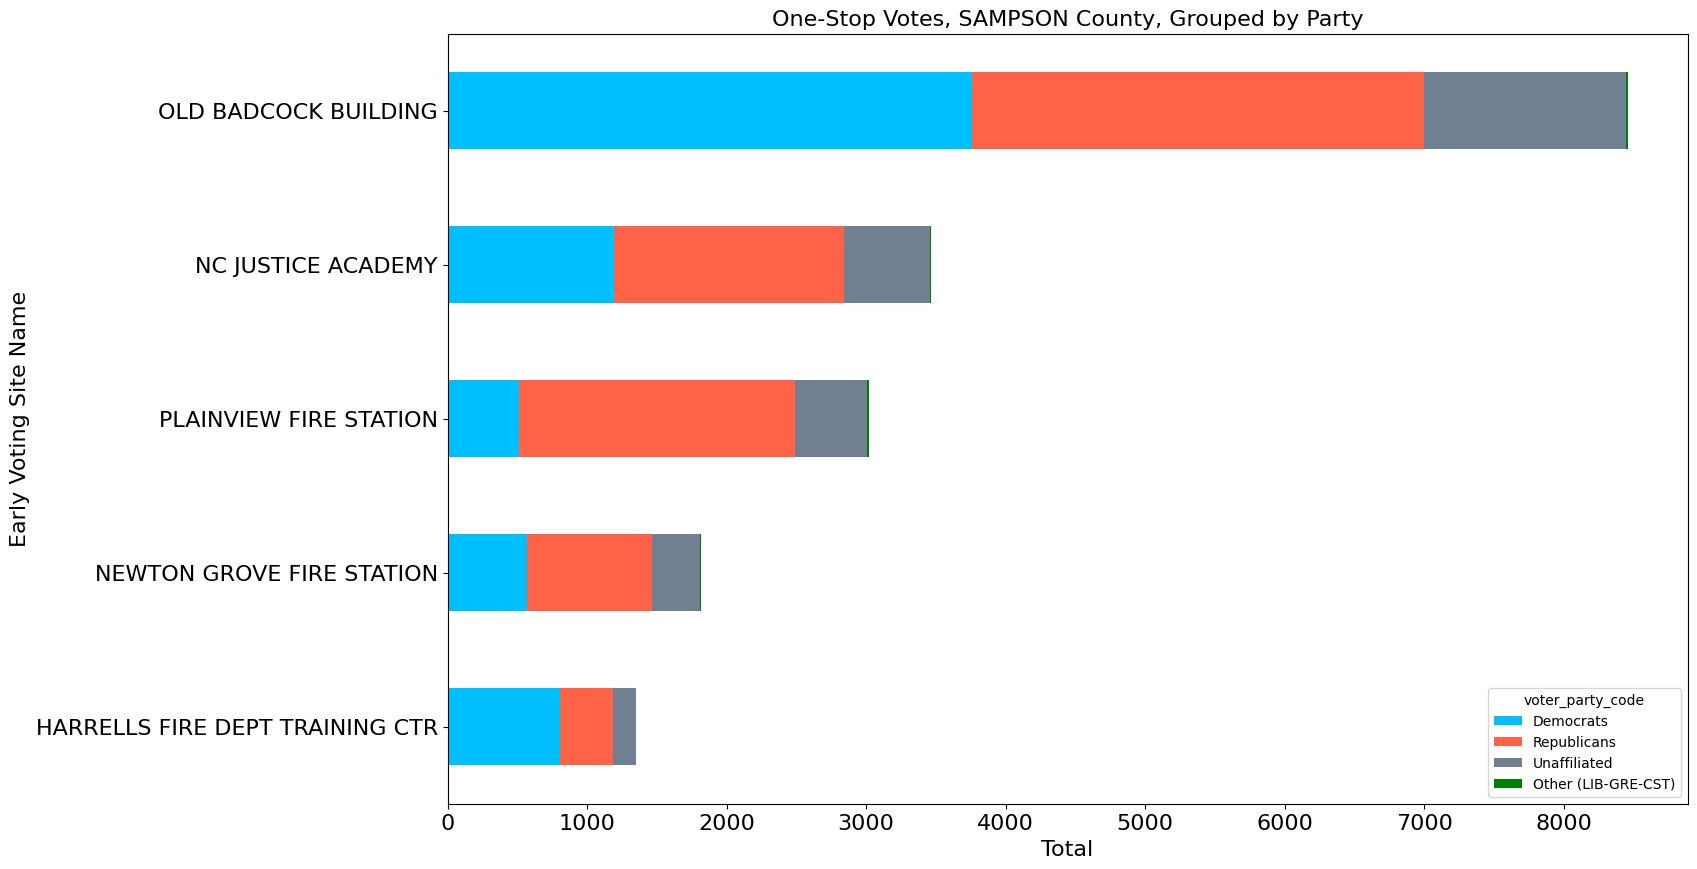 One-Stop Votes, SAMPSON County, Grouped by Party
Early Voting Site Name
OLD BADCOCK BUILDING
NC JUSTICE ACADEMY
PLAINVIEW FIRE STATION
NEWTON GROVE FIRE STATION
HARRELLS FIRE DEPT TRAINING CTR
voter_party_code
Democrats
Republicans
Unaffiliated
Other (LIB-GRE-CST)
0 1000 2000 3000 4000 5000 6000 7000 8000
Total